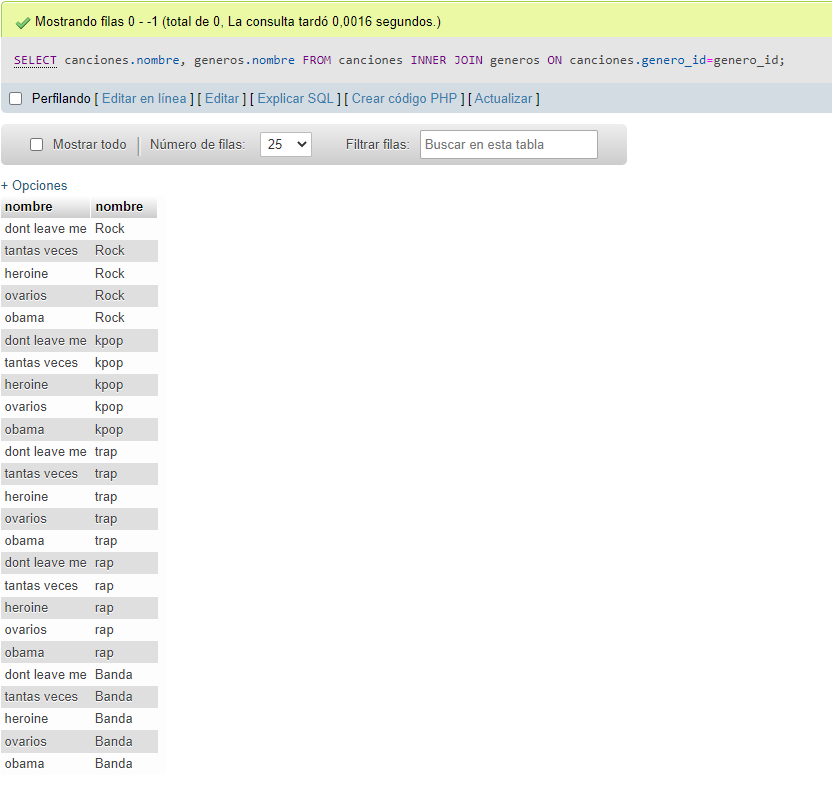 Mostrando filas 0 - -1 (total de 0, La consulta tardó 0,0016 segundos.)
SELECT canciones.nombre, generos.nombre FROM canciones INNER JOIN generos ON canciones.genero_id=genero_id;
Perfilando [ Editar en línea ] [ Editar ] [ Explicar SQL ] [ Crear código PHP ] [ Actualizar ]
Mostrar todo | Número de filas: 25 Filtrar filas: Buscar en esta tabla
+ Opciones
nombre nombre
dont leave me Rock
tantas veces Rock
heroine Rock
ovarios Rock
obama Rock
dont leave me kpop
tantas veces kpop
heroine kpop
ovarios kpop
obama kpop
dont leave me trap
tantas veces trap
heroine trap
ovarios trap
obama trap
dont leave me rap
tantas veces rap
heroine rap
ovarios rap
obama rap
dont leave me Banda
tantas veces Banda
heroine Banda
ovarios Banda
obama Banda